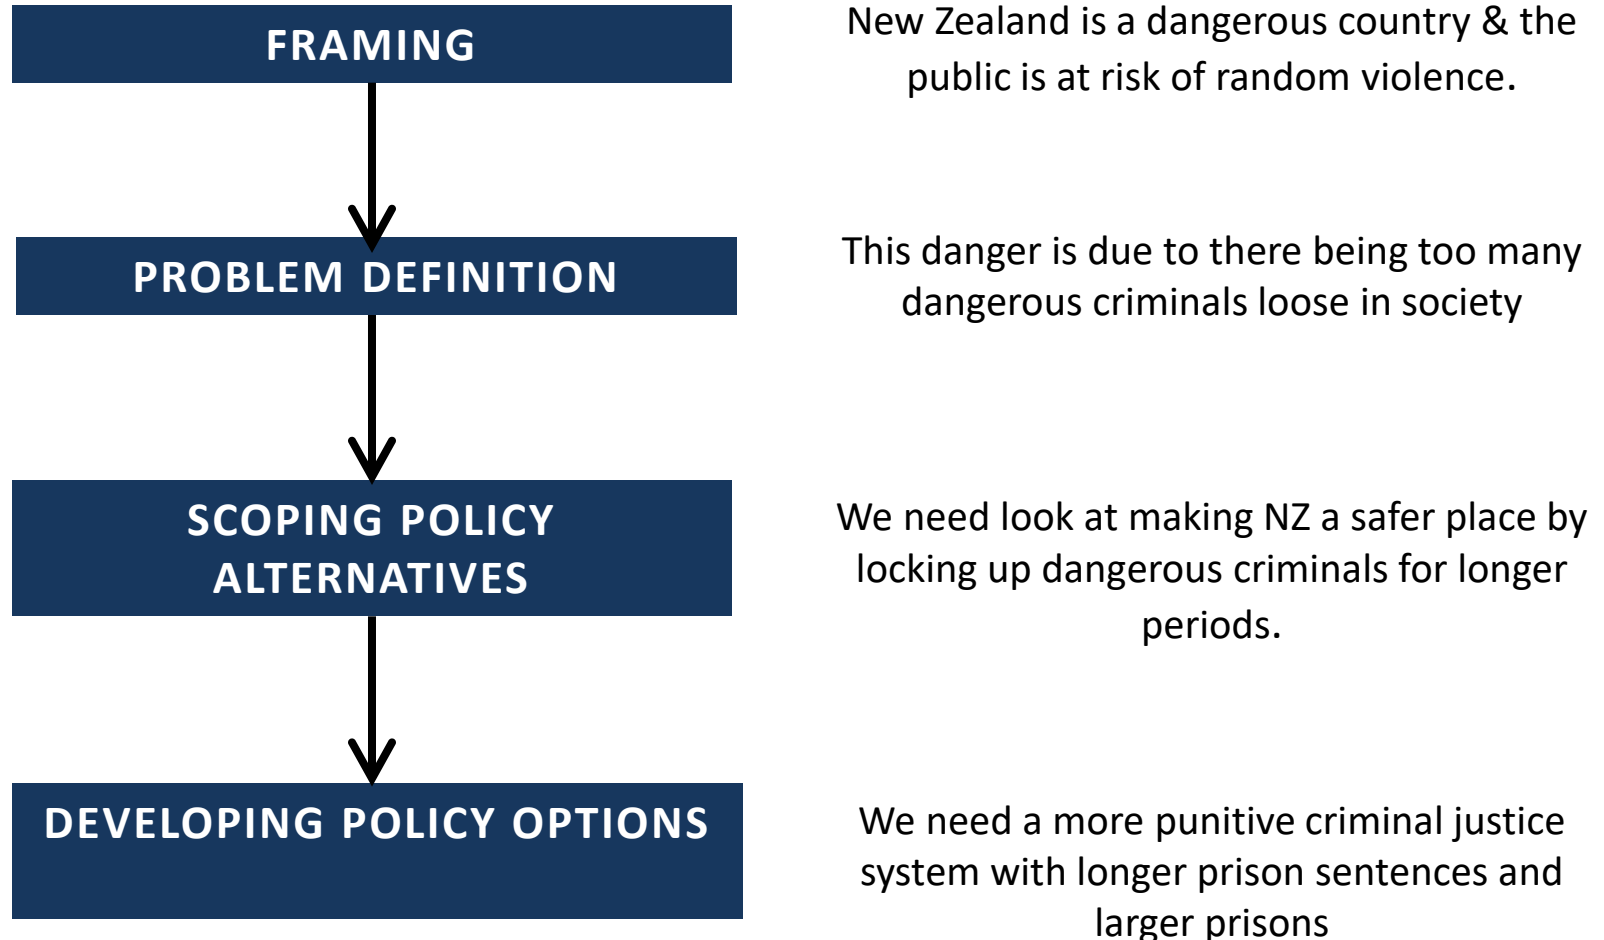 FRAMING
New Zealand is a dangerous country & the
public is at risk of random violence.
PROBLEM DEFINITION
This danger is due to there being too many
dangerous criminals loose in society
SCOPING POLICY
ALTERNATIVES
We need look at making NZ a safer place by
locking up dangerous criminals for longer
periods.
DEVELOPING POLICY OPTIONS
We need a more punitive criminal justice
system with longer prison sentences and
larger prisons